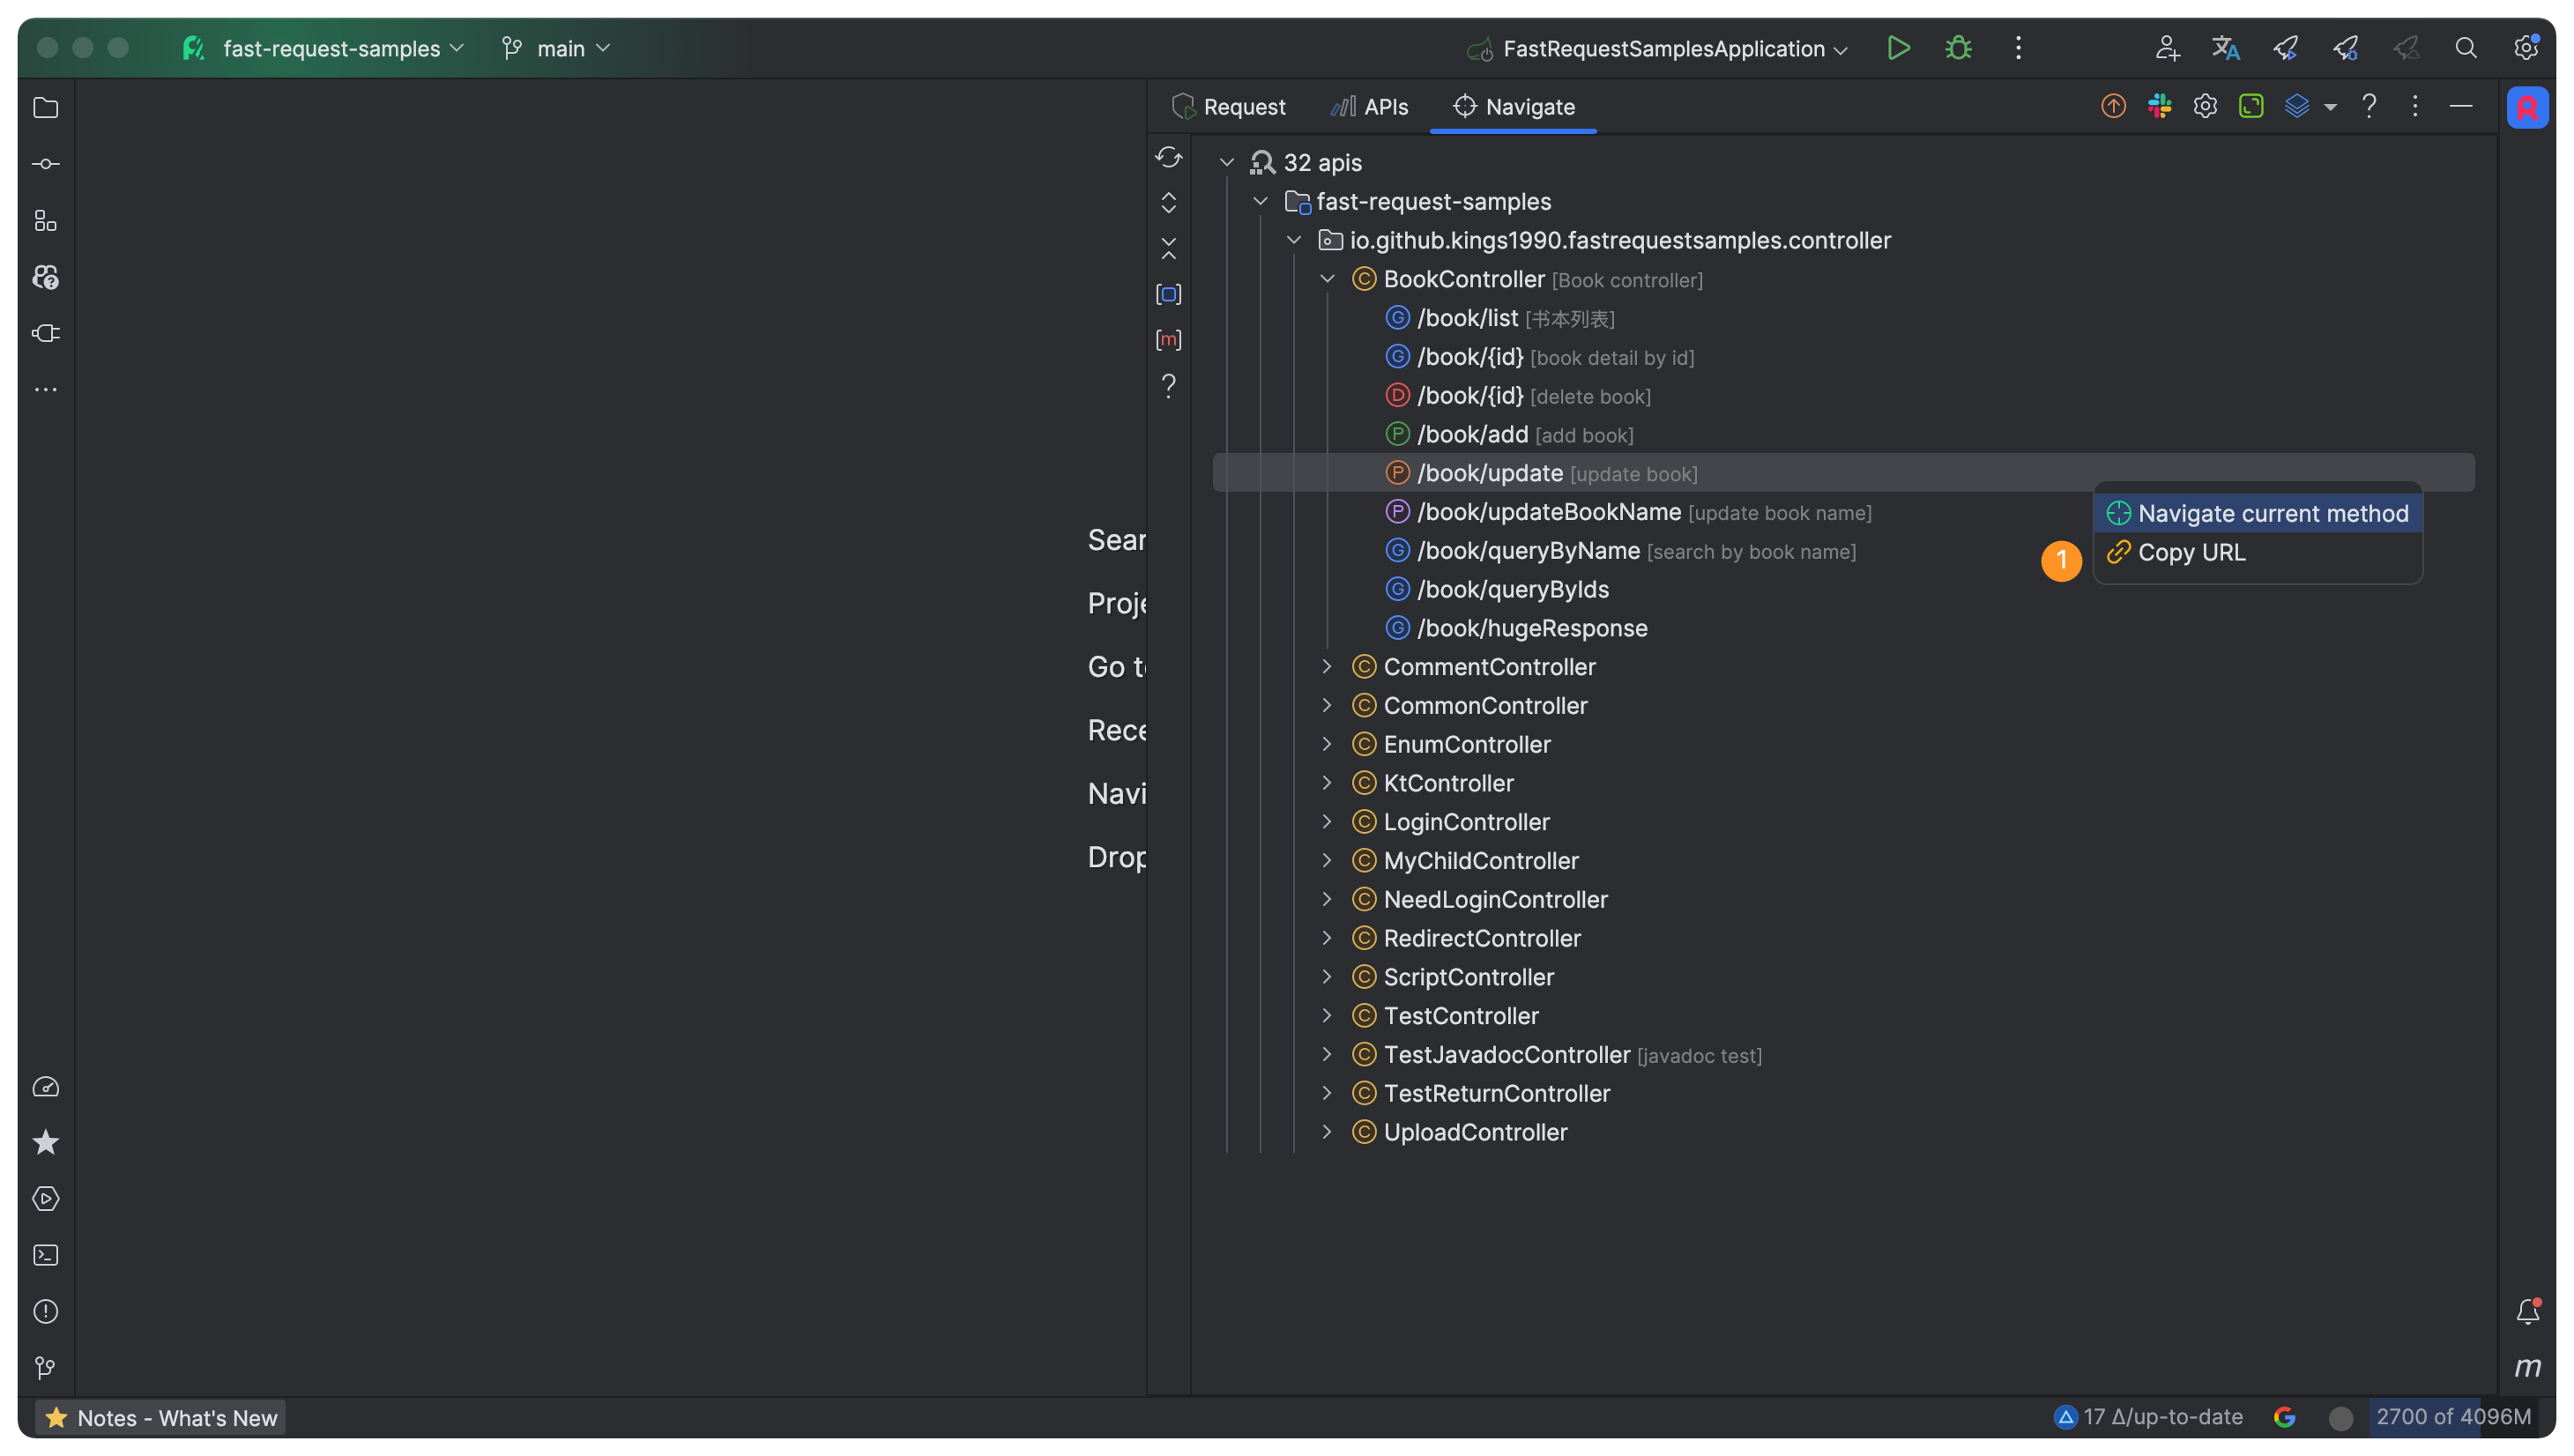 fast-request-samples
main
FastRequestSamplesApplication
Request
APIs
Navigate
32 apis
fast-request-samples
io.github.kings1990.fastrequestsamples.controller
C BookController [Book controller]
G /book/list [书本列表]
G /book/{id} [book detail by id]
D /book/{id} [delete book]
P /book/add [add book]
P /book/update [update book]
P /book/updateBookName [update book name]
G /book/queryByName [search by book name]
G /book/queryByIds
G /book/hugeResponse
C CommentController
C CommonController
C EnumController
C KtController
C LoginController
C MyChildController
C NeedLoginController
C RedirectController
C ScriptController
C TestController
C TestJavadocController [javadoc test]
C TestReturnController
C UploadController
Navigate current method
1
Copy URL
[m]
Sear
Proje
Go t
Rece
Navi
Drop
m
Notes - What's New
17 Δ/up-to-date
2700 of 4096M